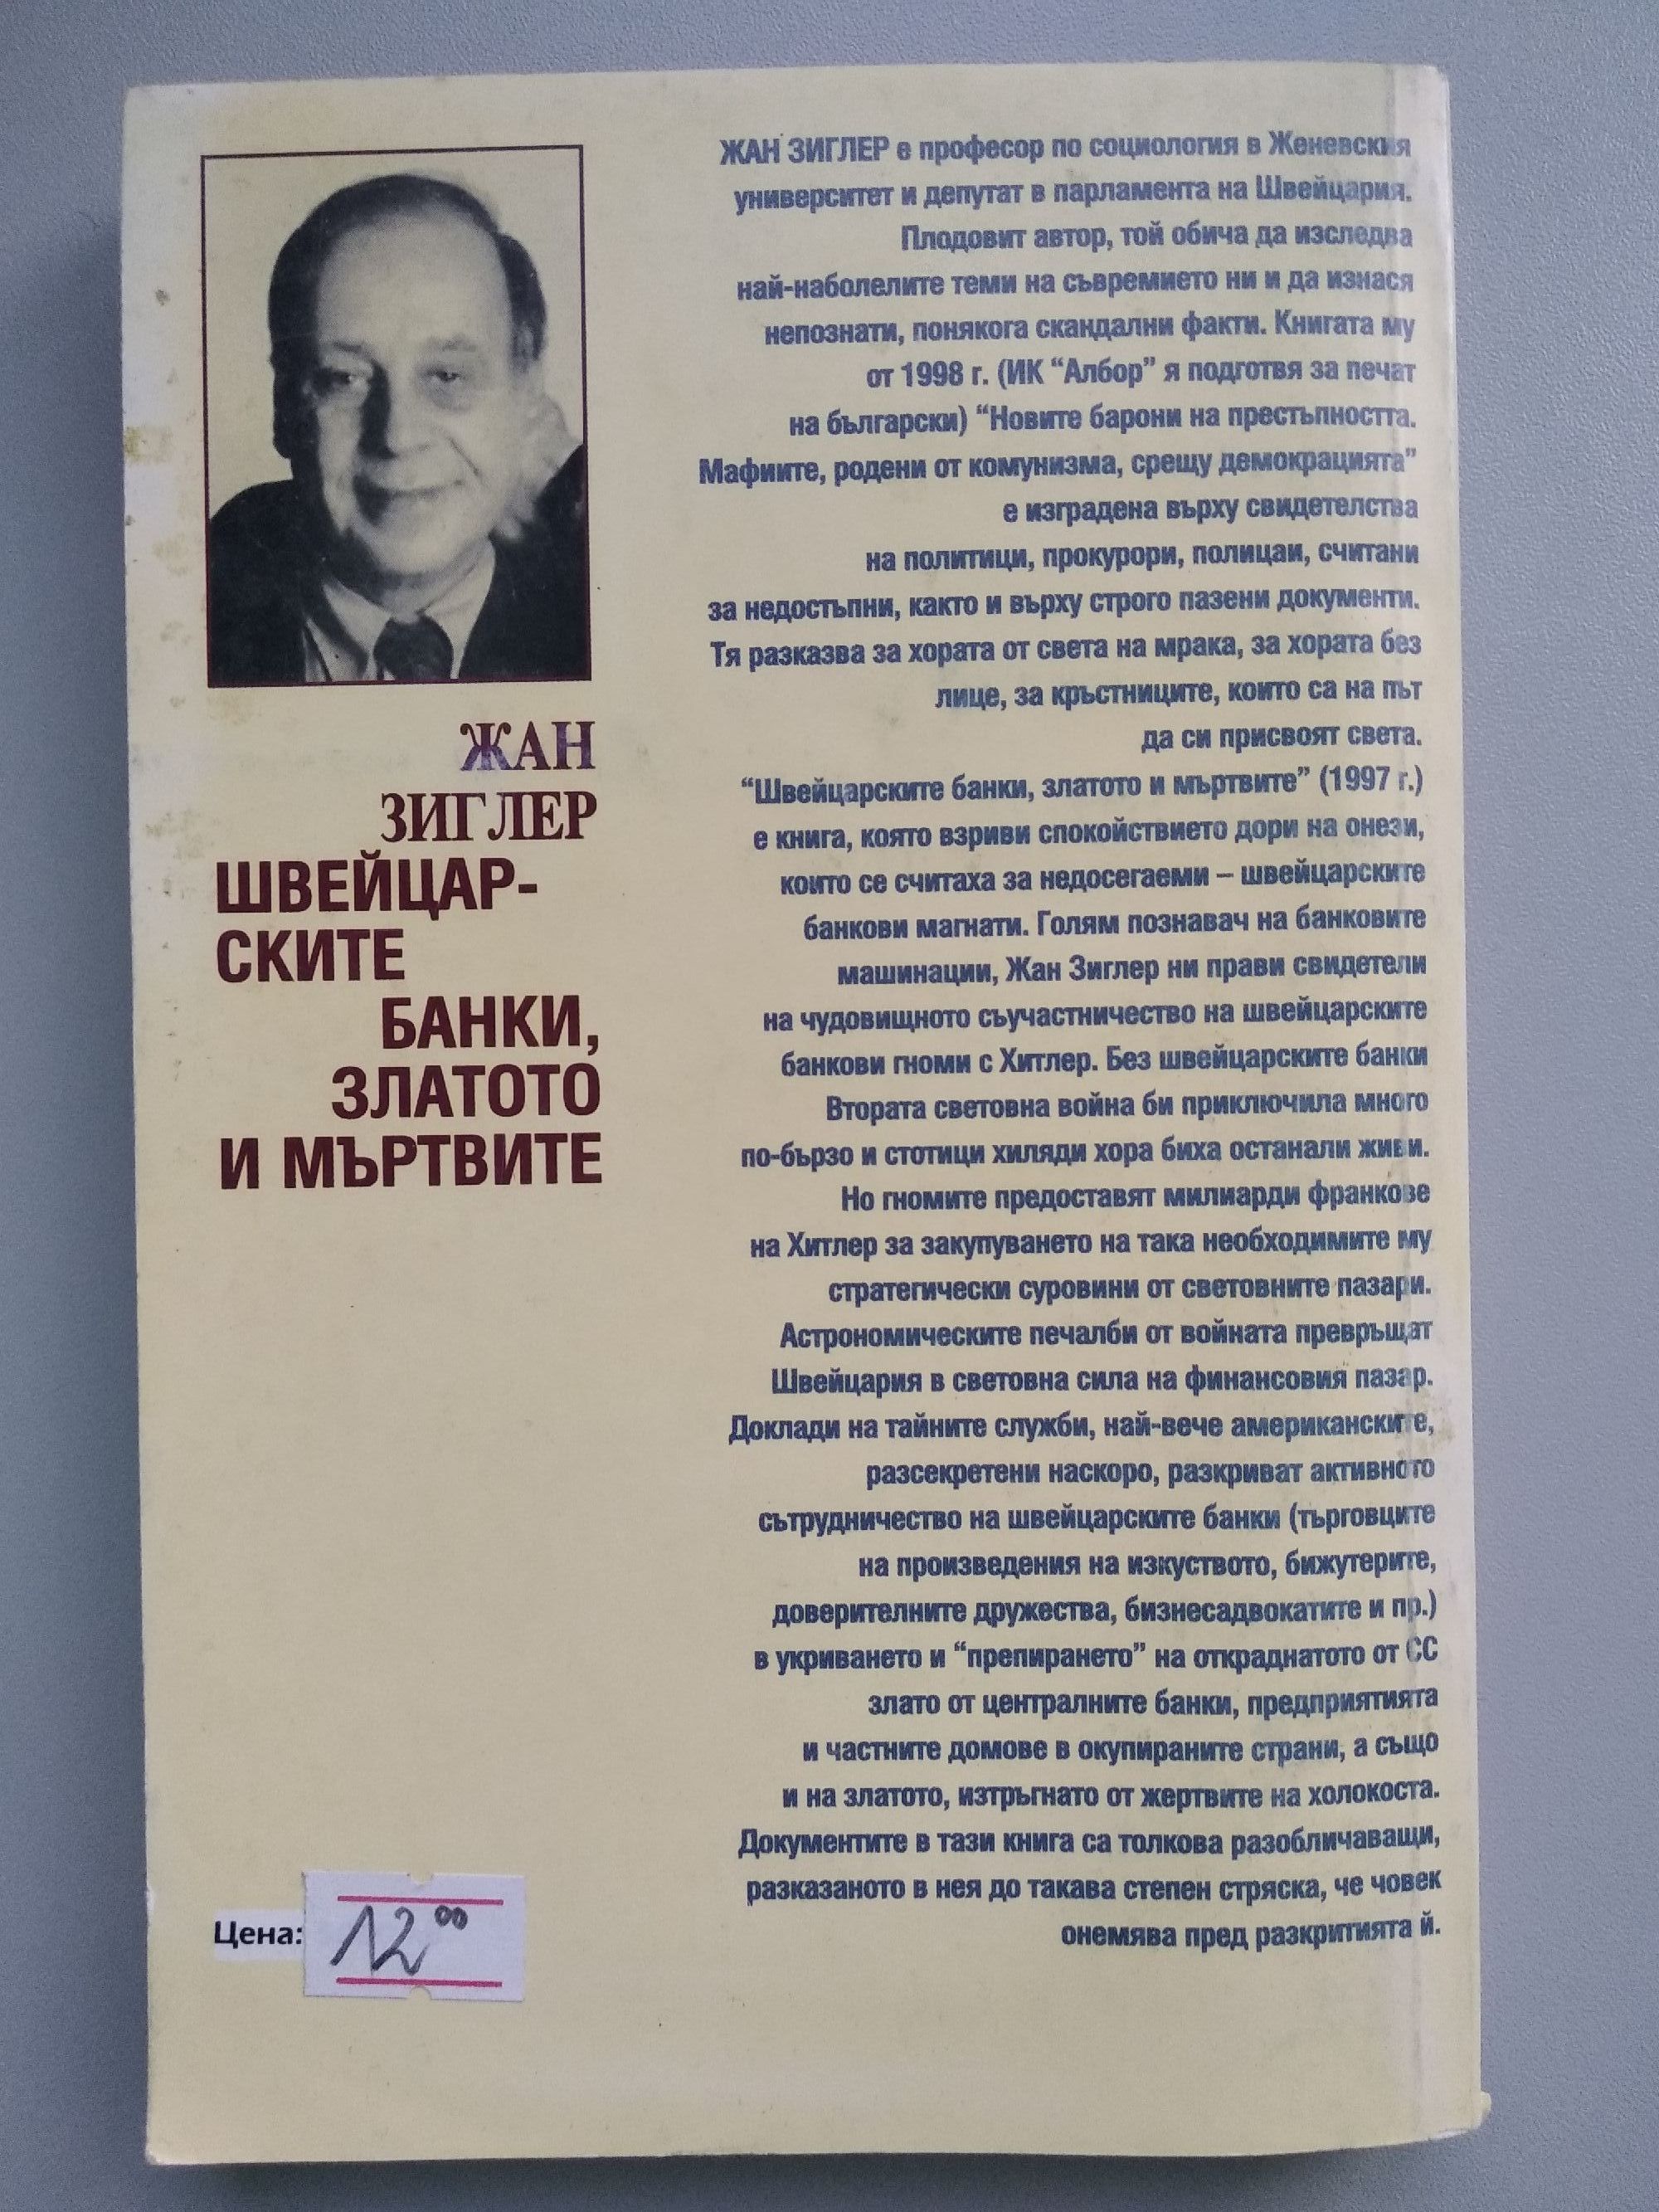 ЖАН ЗИГЛЕР е професор по социология в Женевския
университет и депутат в парламента на Швейцария.
Плодовит автор, той обича да изследва
най-наболелите теми на съвремието ни и да изнася
непознати, понякога скандални факти. Книгата му
от 1998 г. (ИК “Албор” я подготвя за печат
на български) “Новите барони на престъпността.
Мафиите, родени от комунизма, срещу демокрацията”
е изградена върху свидетелства
на политици, прокурори, полицаи, считани
за недостъпни, както и върху строго пазени документи.
Тя разказва за хората от света на мрака, за хората без
лице, за кръстниците, които са на път
да си присвоят света.
“Швейцарските банки, златото и мъртвите” (1997 г.)
е книга, която взриви спокойствието дори на онези,
които се считаха за недосегаеми – швейцарските
банкови магнати. Голям познавач на банковите
машинации, Жан Зиглер ни прави свидетели
на чудовищното съучастничество на швейцарските
банкови гноми с Хитлер. Без швейцарските банки
Втората световна война би приключила много
по-бързо и стотици хиляди хора биха останали живи.
Но гномите предоставят милиарди франкове
на Хитлер за закупуването на така необходимите му
стратегически суровини от световните пазари.
Астрономическите печалби от войната превръщат
Швейцария в световна сила на финансовия пазар.
Доклади на тайните служби, най-вече американските,
разсекретени наскоро, разкриват активното
сътрудничество на швейцарските банки (търговците
на произведения на изкуството, бижутерите,
доверителните дружества, бизнесадвокатите и пр.)
в укриването и “препирането” на откраднатото от СС
злато от централните банки, предприятията
и частните домове в окупираните страни, а също
и на златото, изтръгнато от жертвите на холокоста.
Документите в тази книга са толкова разобличаващи,
разказаното в нея до такава степен стряска, че човек
онемява пред разкритията й.
ЖАН
ЗИГЛЕР
ШВЕЙЦАР-
СКИТЕ
БАНКИ,
ЗЛАТОТО
И МЪРТВИТЕ
Цена: 12 00